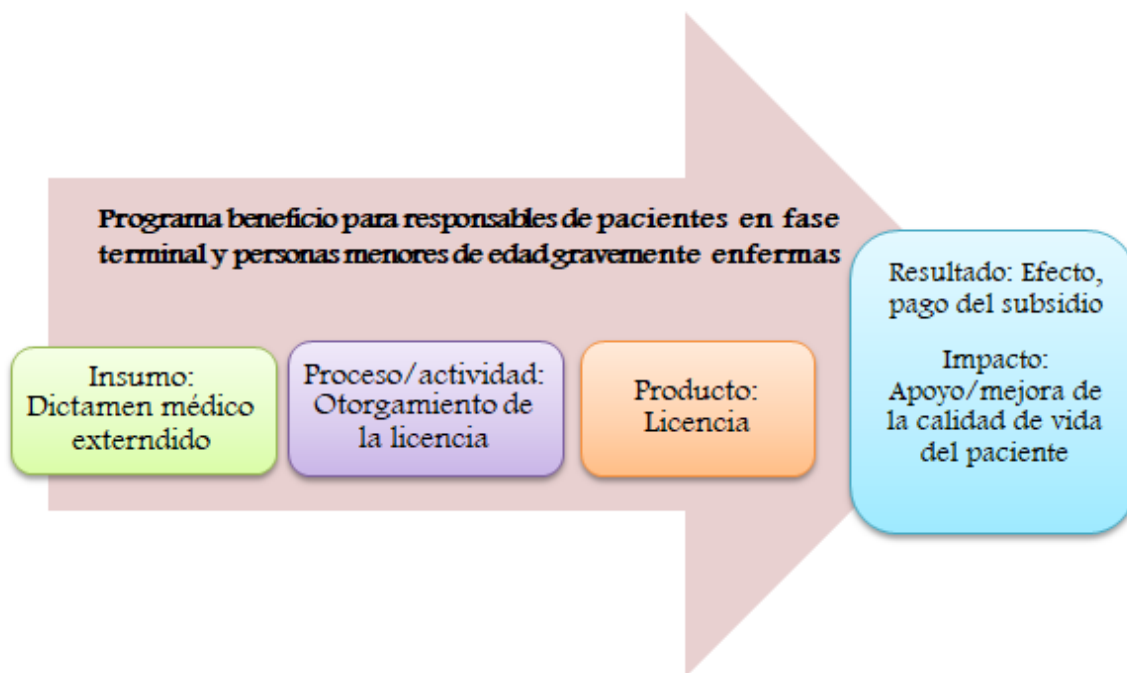 Programa beneficio para responsables de pacientes en fase
terminal y personas menores de edad gravemente enfermas
Insumo:
Dictamen médico
externdido
Proceso/actividad:
Otorgamiento de
la licencia
Producto:
Licencia
Resultado: Efecto,
pago del subsidio
Impacto:
Apoyo/mejora de
la calidad de vida
del paciente